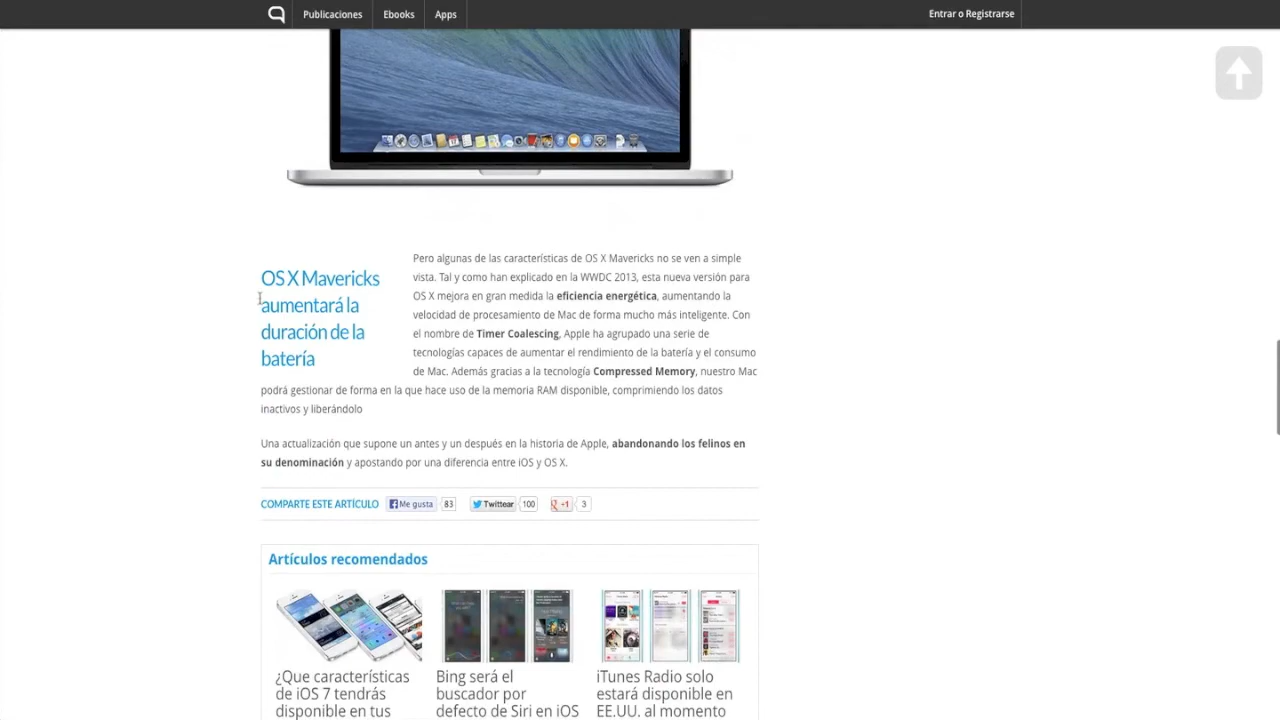 Publicaciones Ebooks Apps Entrar o Registrarse
OS X Mavericks
aumentará la
duración de la
batería
Pero algunas de las características de OS X Mavericks no se ven a simple
vista. Tal y como han explicado en la WWDC 2013, esta nueva versión para
OS X mejora en gran medida la eficiencia energética, aumentando la
velocidad de procesamiento de Mac de forma mucho más inteligente. Con
el nombre de Timer Coalescing, Apple ha agrupado una serie de
tecnologías capaces de aumentar el rendimiento de la batería y el consumo
de Mac. Además gracias a la tecnología Compressed Memory, nuestro Mac
podrá gestionar de forma en la que hace uso de la memoria RAM disponible, comprimiendo los datos
inactivos y liberándolo
Una actualización que supone un antes y un después en la historia de Apple, abandonando los felinos en
su denominación y apostando por una diferencia entre iOS y OS X.
COMPARTE ESTE ARTÍCULO Me gusta 83 Twittear 100 +1 3
Artículos recomendados
¿Que características
de iOS 7 tendrás
disponible en tus
Bing será el
buscador por
defecto de Siri en iOS
iTunes Radio solo
estará disponible en
EE.UU. al momento